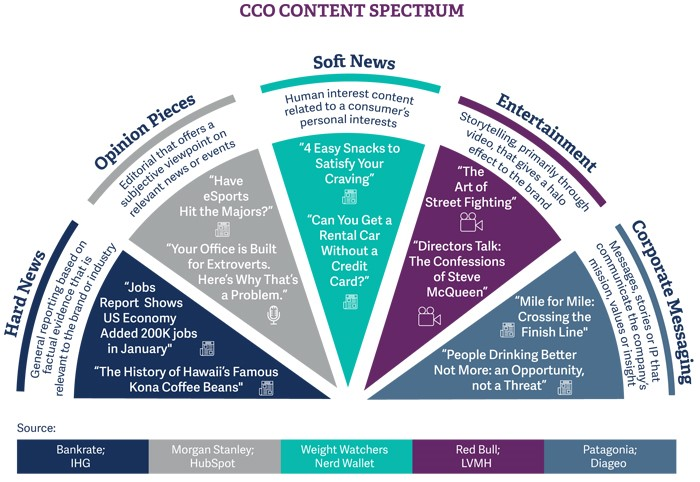 CCO CONTENT SPECTRUM
Hard News
General reporting based on
factual evidence that is
relevant to the brand or industry
"Jobs
Report Shows
US Economy
Added 200K jobs
in January"
"The History of Hawaii's Famous
Kona Coffee Beans"
Opinion Pieces
Editorial that offers a
subjective viewpoint on
relevant news or events
"Have
eSports
Hit the Majors?"
"Your Office is Built
for Extroverts.
Here's Why That's
a Problem."
Soft News
Human interest content
related to a consumer's
personal interests
"4 Easy Snacks to
Satisfy Your
Craving"
"Can You Get a
Rental Car
Without a
Credit
Card?"
Entertainment
Storytelling, primarily through
video, that gives a halo
effect to the brand
"The
Art of
Street Fighting"
"Directors Talk:
The Confessions
of Steve
McQueen"
Corporate Messaging
Messages, stories or IP that
communicate the company's
mission, values or insight
"Mile for Mile:
Crossing the
Finish Line"
"People Drinking Better
Not More: an Opportunity,
not a Threat"
Source:
Bankrate;
IHG
Morgan Stanley;
HubSpot
Weight Watchers
Nerd Wallet
Red Bull;
LVMH
Patagonia;
Diageo